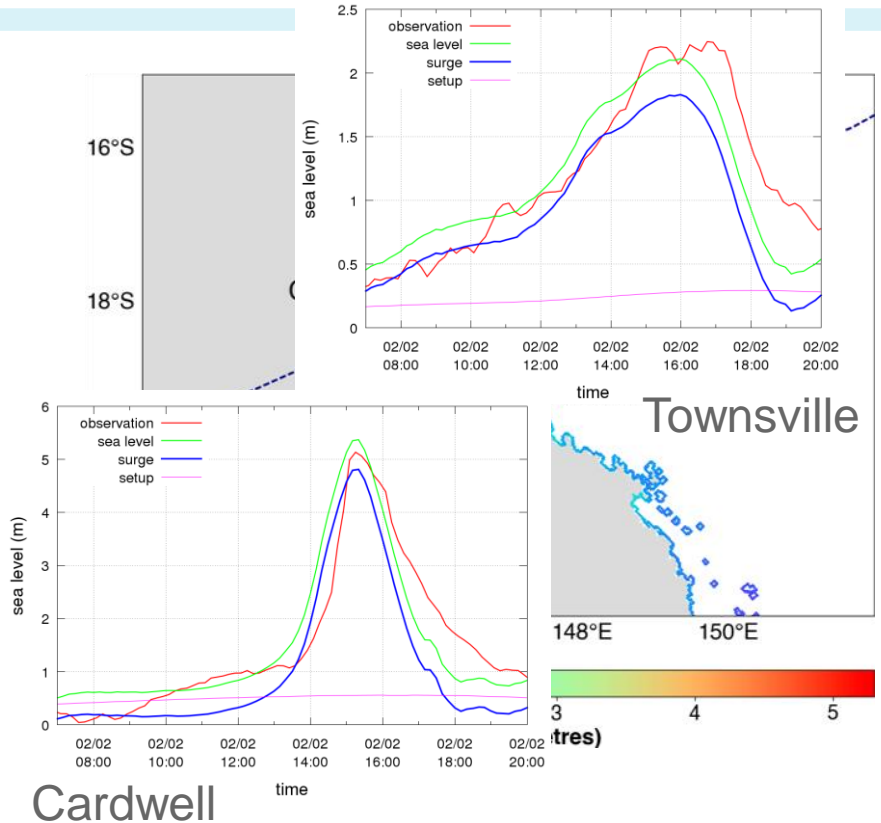 observation
sea level
surge
setup
2.5
2
1.5
1
0.5
0
sea level (m)
02/02 02/02 02/02 02/02 02/02 02/02 02/02
08:00 10:00 12:00 14:00 16:00 18:00 20:00
time
Townsville
16°S
18°S
observation
sea level
surge
setup
6
5
4
3
2
1
0
sea level (m)
02/02 02/02 02/02 02/02 02/02 02/02 02/02
08:00 10:00 12:00 14:00 16:00 18:00 20:00
time
Cardwell
148°E 150°E
3 4 5
tres)